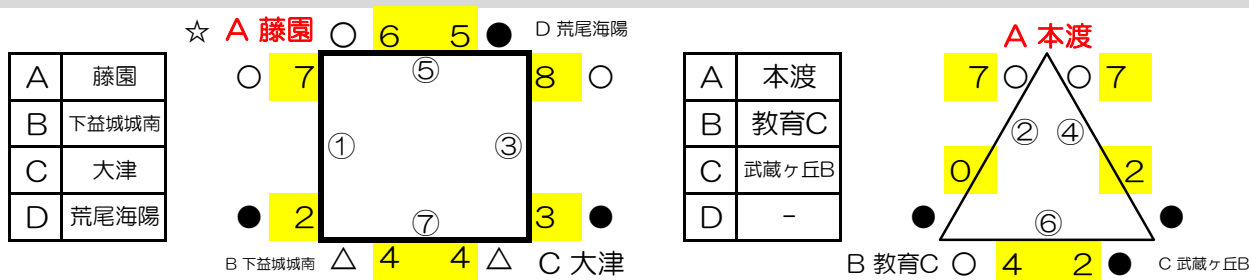 ☆ A 藤園 ○ 6 5 ● D 荒尾海陽
○ 7 ⑤ 8 ○
A 藤園
B 下益城城南
C 大津
D 荒尾海陽
① ③
● 2 ⑦ 3 ●
B 下益城城南 △ 4 4 △ C 大津
A 本渡
A 本渡
B 教育C
C 武蔵ヶ丘B
D -
7 ○ ○ 7
② ④
0 2
● ⑥ ●
B 教育C ○ 4 2 ● C 武蔵ヶ丘B